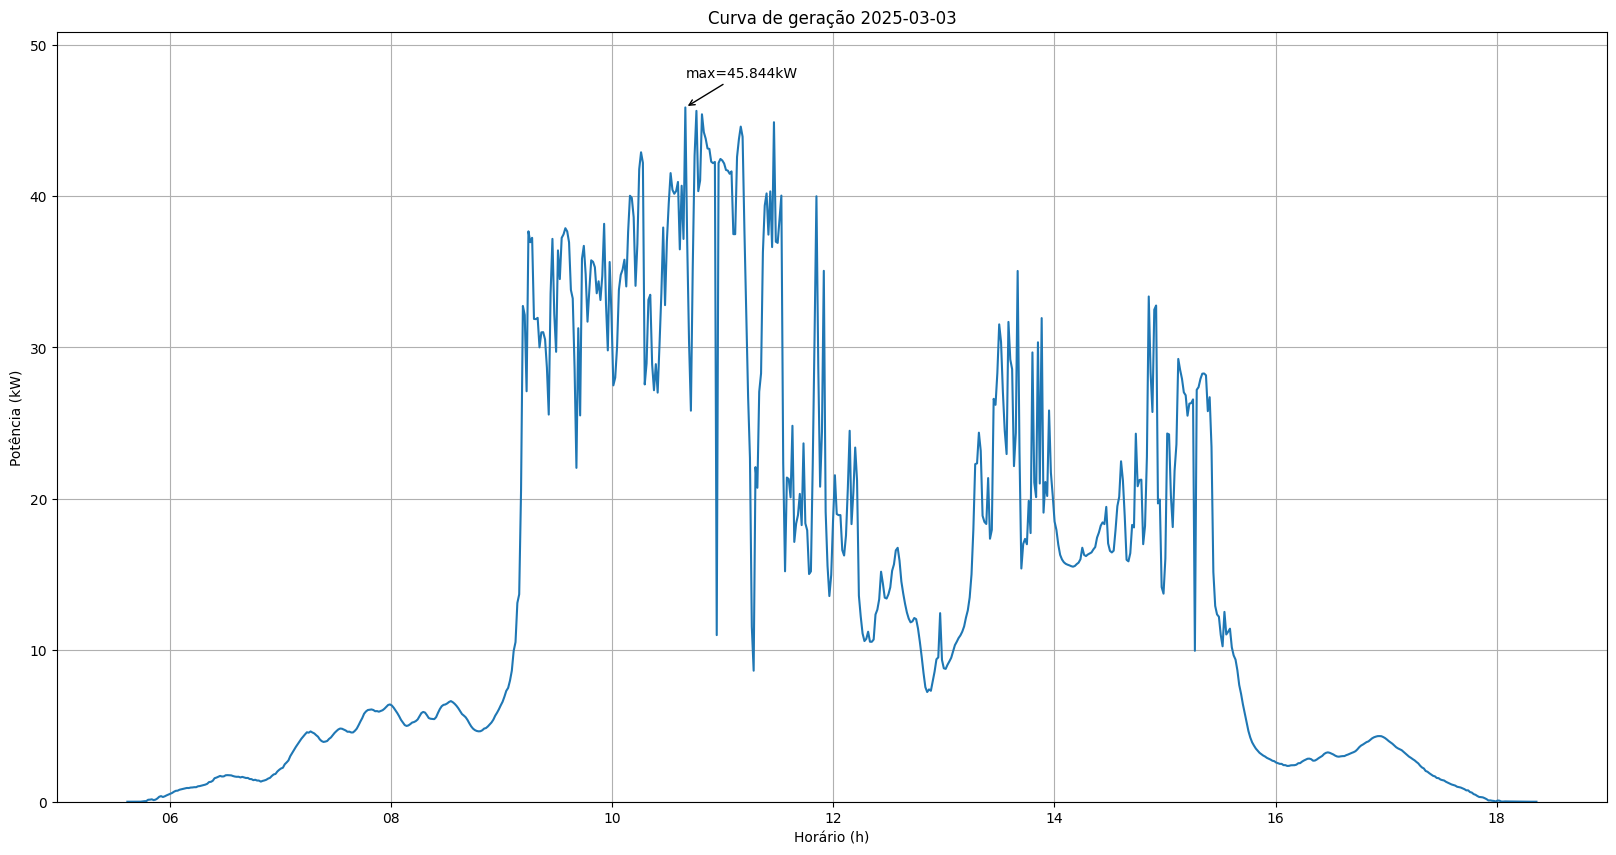 Curva de geração 2025-03-03
max=45.844kW
Potência (kW)
50
40
30
20
10
0
06 08 10 12 14 16 18
Horário (h)